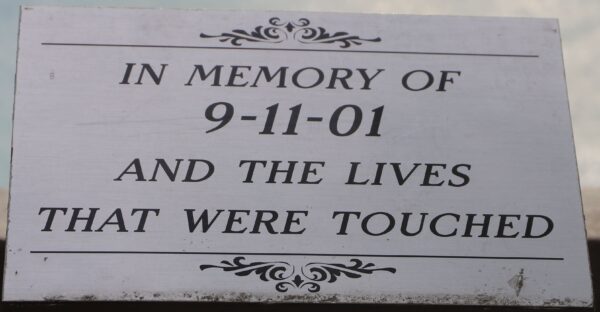 IN MEMORY OF
9-11-01
AND THE LIVES
THAT WERE TOUCHED